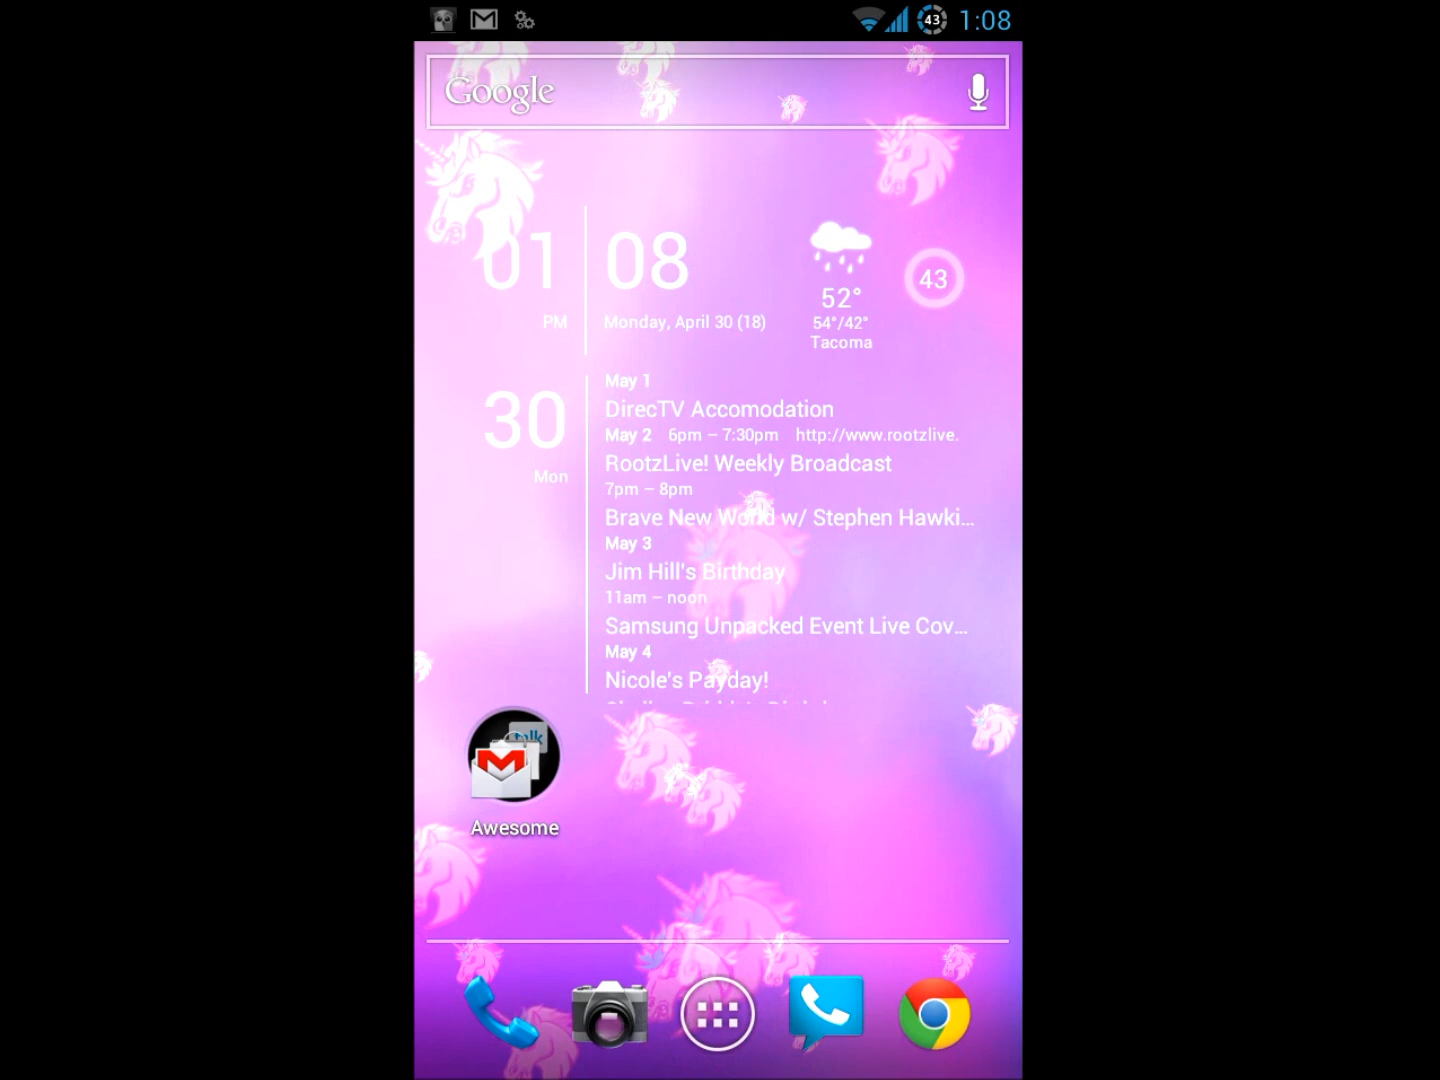 43 1:08
Google
01 08
52°
43
PM Monday, April 30 (18)
54°/42°
Tacoma
May 1
DirecTV Accomodation
30
May 2 6pm – 7:30pm http://www.rootzlive.
RootzLive! Weekly Broadcast
Mon
7pm – 8pm
Brave New World w/ Stephen Hawki...
May 3
Jim Hill's Birthday
11am – noon
Samsung Unpacked Event Live Cov...
May 4
Nicole's Payday!
talk
Awesome